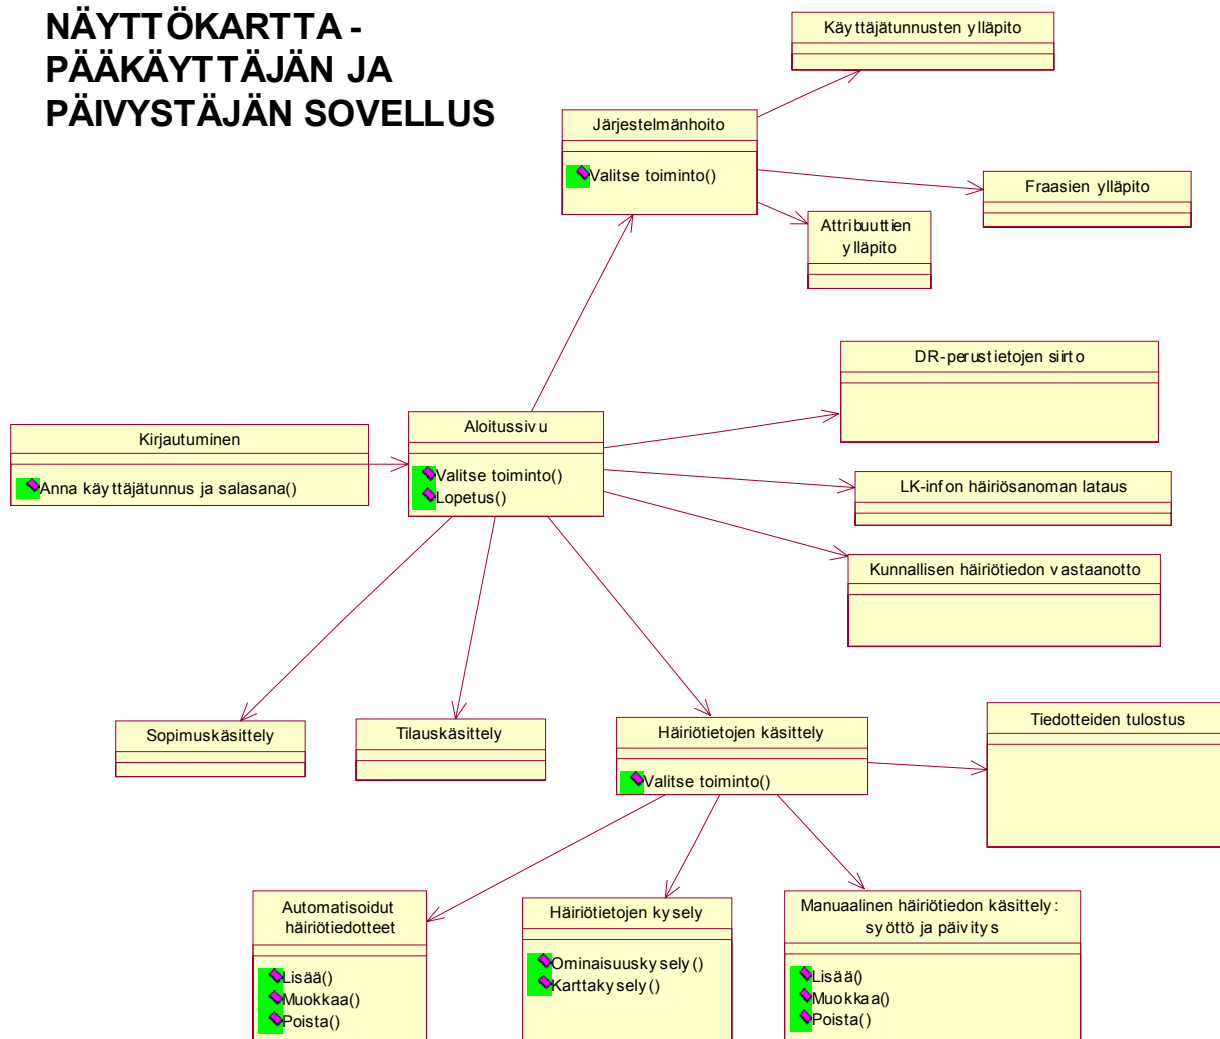 NÄYTTÖKARTTA -
PÄÄKÄYTTÄJÄN JA
PÄIVYSTÄJÄN SOVELLUS
Käyttäjätunnusten ylläpito
Järjestelmänhoito
Valitse toiminto()
Fraasien ylläpito
Attribuuttien
ylläpito
DR-perustietojen siirto
Kirjautuminen
Anna käyttäjätunnus ja salasana()
Aloitussivu
Valitse toiminto()
Lopetus()
LK-infon häiriösanoman lataus
Kunnallisen häiriötiedon vastaanotto
Sopimuskäsittely
Tilauskäsittely
Häiriötietojen käsittely
Valitse toiminto()
Tiedotteiden tulostus
Automatisoidut
häiriötiedotteet
Lisää()
Muokkaa()
Poista()
Häiriötietojen kysely
Ominaisuuskysely()
Karttakysely()
Manuaalinen häiriötiedon käsittely:
syöttö ja päivitys
Lisää()
Muokkaa()
Poista()